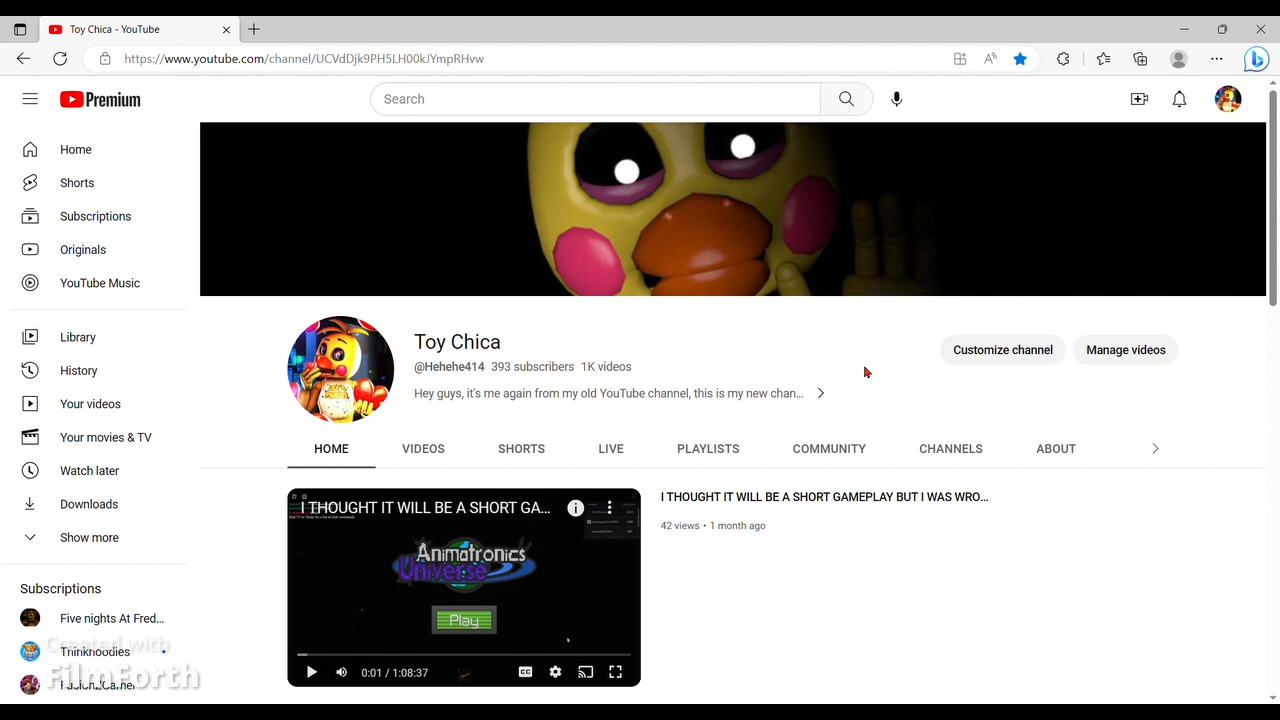 Toy Chica - YouTube
https://www.youtube.com/channel/UCVdDjk9PH5LH00kJYmpRHvw
Premium
Search
Home
Shorts
Subscriptions
Originals
YouTube Music
Library
History
Your videos
Your movies & TV
Watch later
Downloads
Show more
Subscriptions
Five nights At Fred...
Thinknoodles
Toy Chica
@Hehehe414 393 subscribers 1K videos
Hey guys, it's me again from my old YouTube channel, this is my new chan...
Customize channel
Manage videos
HOME
VIDEOS
SHORTS
LIVE
PLAYLISTS
COMMUNITY
CHANNELS
ABOUT
I THOUGHT IT WILL BE A SHORT GA...
Animatronics
Universe
Play
0:01 / 1:08:37
CC
I THOUGHT IT WILL BE A SHORT GAMEPLAY BUT I WAS WRO...
42 views • 1 month ago
Created with
FilmForth